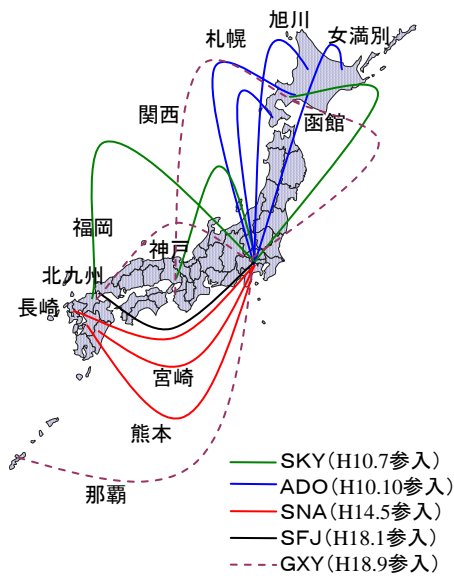 旭川
札幌
女満別
関西
函館
福岡
神戸
北九州
長崎
宮崎
熊本
那覇
SKY(H10.7参入)
ADO(H10.10参入)
SNA(H14.5参入)
SFJ(H18.1参入)
GXY(H18.9参入)